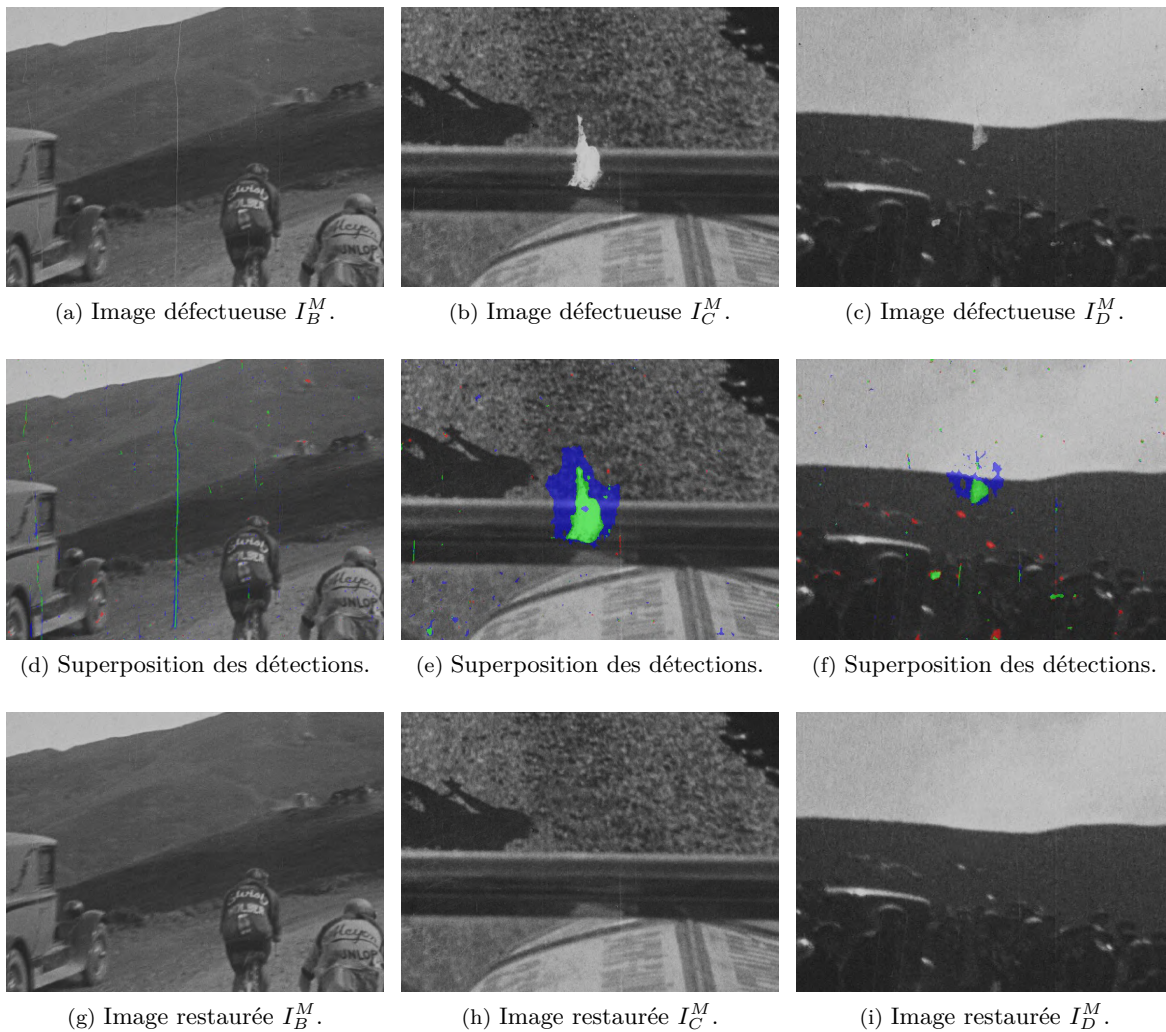 (a) Image défectueuse $I_B^M$.
(b) Image défectueuse $I_C^M$.
(c) Image défectueuse $I_D^M$.
(d) Superposition des détections.
(e) Superposition des détections.
(f) Superposition des détections.
(g) Image restaurée $I_B^M$.
(h) Image restaurée $I_C^M$.
(i) Image restaurée $I_D^M$.